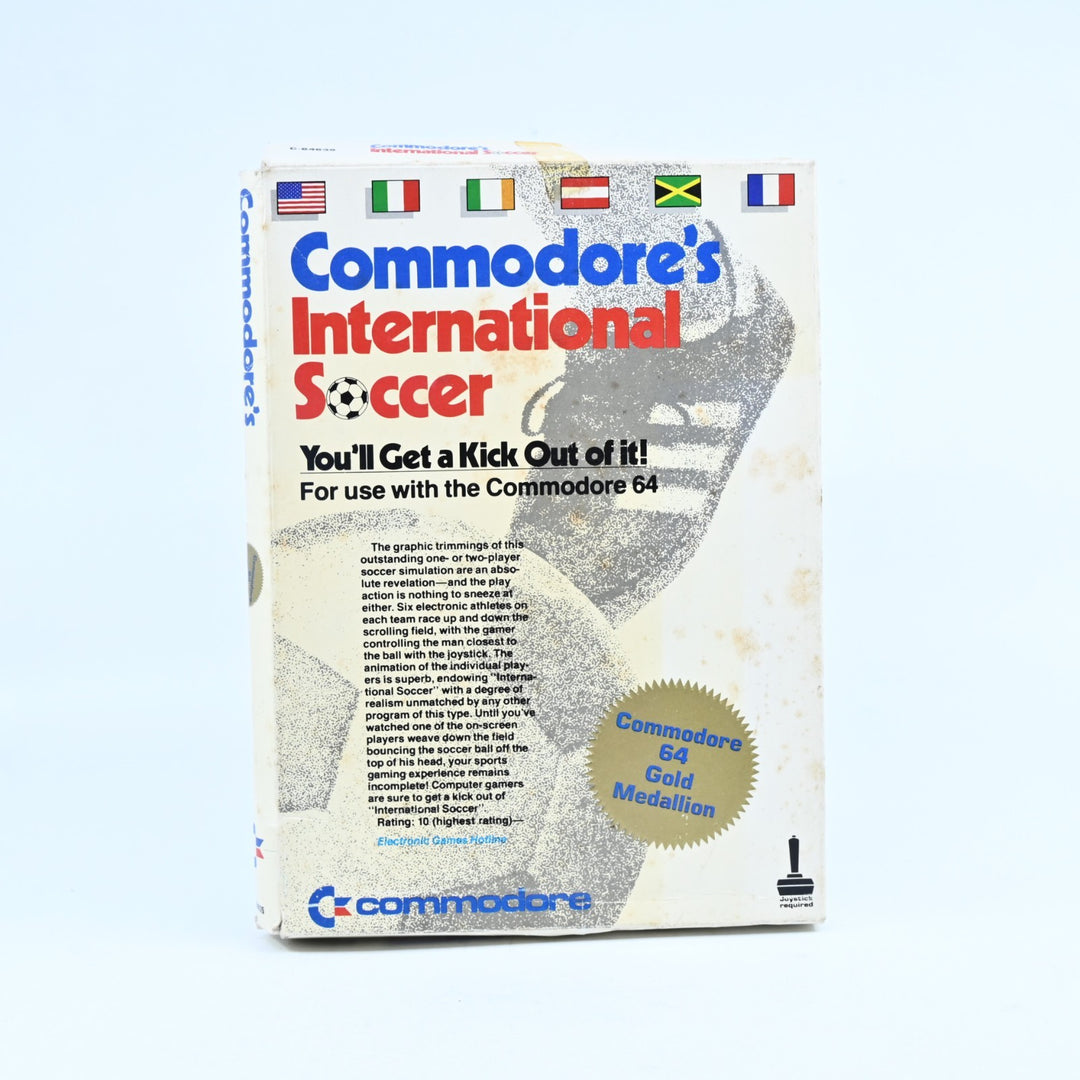 Commodore's
International Soccer
Commodore's
Commodore's
International
Soccer
You'll Get a Kick Out of it!
For use with the Commodore 64
The graphic trimmings of this
outstanding one- or two-player
soccer simulation are an abso-
lute revelation—and the play
action is nothing to sneeze at
either. Six electronic athletes on
each team race up and down the
scrolling field, with the gamer
controlling the man closest to
the ball with the joystick. The
animation of the individual play-
ers is superb, endowing "Interna-
tional Soccer" with a degree of
realism unmatched by any other
program of this type. Until you've
watched one of the on-screen
players weave down the field
bouncing the soccer ball off the
top of his head, your sports
gaming experience remains
incomplete! Computer gamers
are sure to get a kick out of
"International Soccer".
Rating: 10 (highest rating)—
Electronic Games Hotline
Commodore
64
Gold
Medallion
commodore
Joystick
required